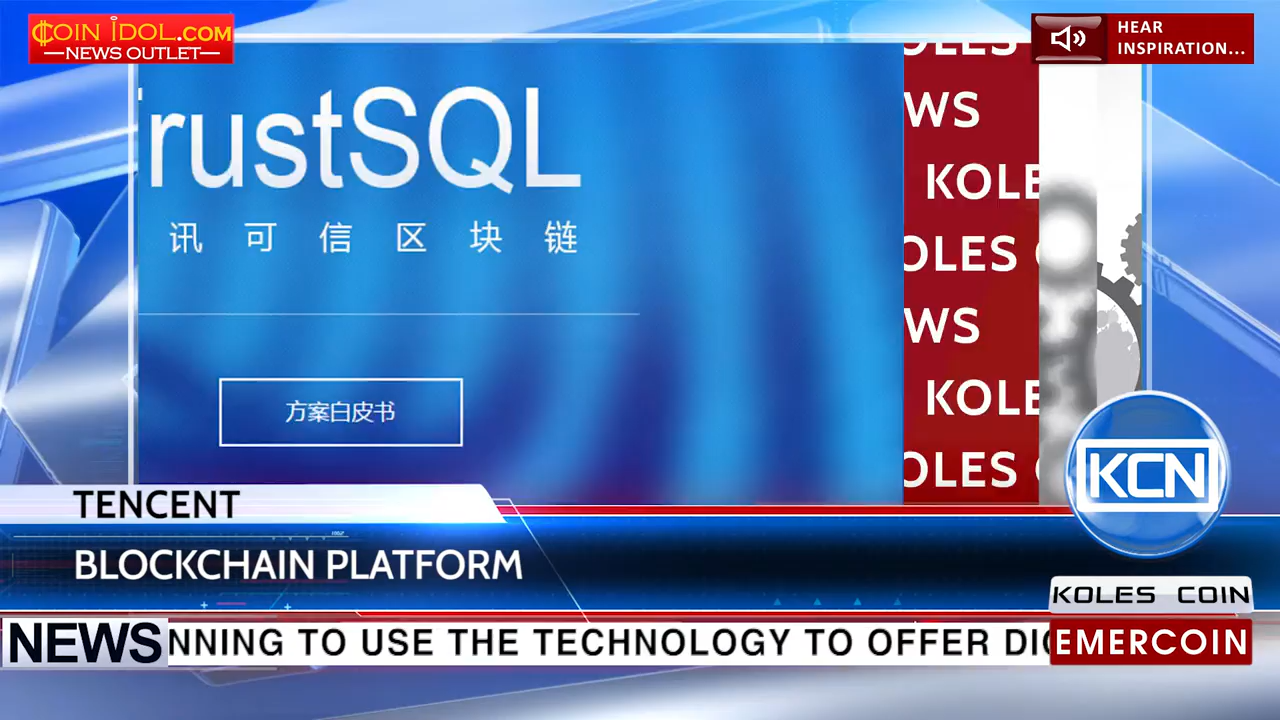 COIN IDOL.COM
NEWS OUTLET
HEAR
INSPIRATION...
rustSQL
讯可信区块链
方案白皮书
OLES
WS
KOLE
OLES
WS
KOLE
OLES
KCN
TENCENT
BLOCKCHAIN PLATFORM
KOLES COIN
NEWS
NNING TO USE THE TECHNOLOGY TO OFFER DI
EMERCOIN